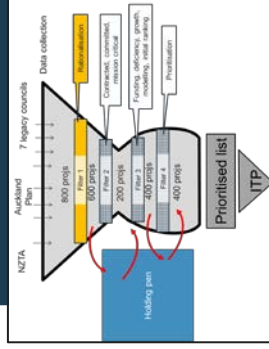 Data collection
7 legacy councils
Auckland
Plan
NZTA
800 projs
Filter 1
Rationalisation
600 projs
Filter 2
Contracted, committed,
mission critical
200 projs
Filter 3
Funding, deficiency, growth,
modelling, initial ranking
400 projs
Filter 4
Prioritisation
400 projs
Holding pen
Prioritised list
ITP